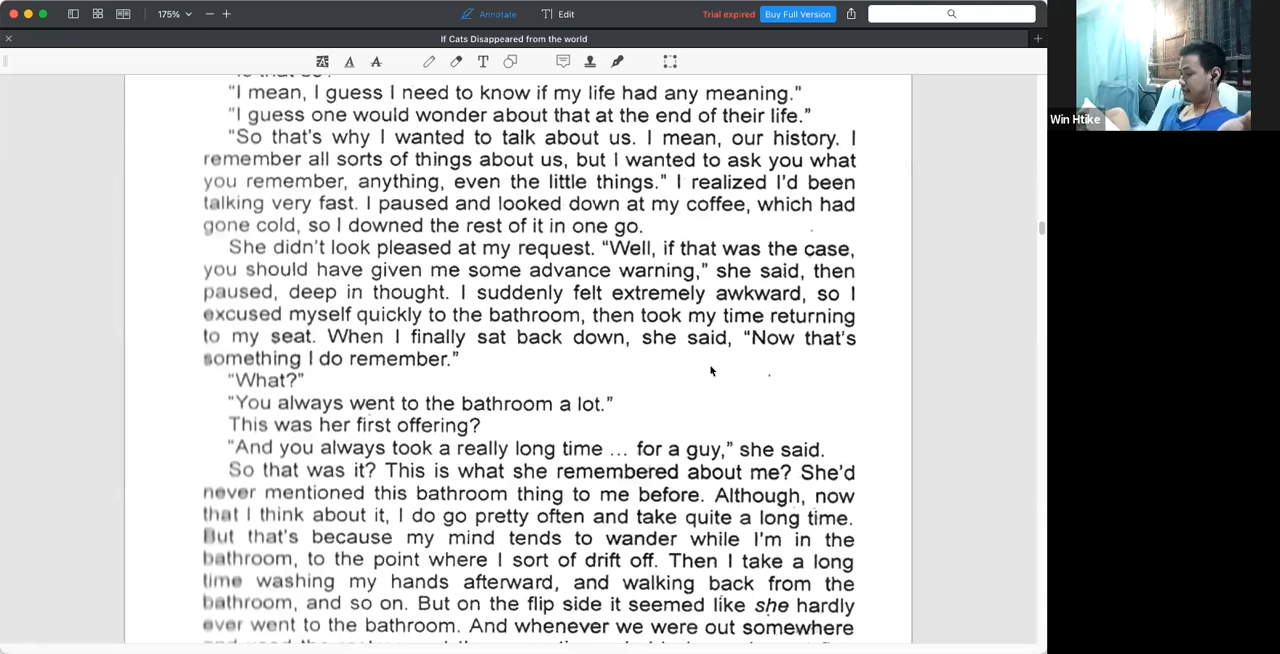 175%
Annotate
Edit
Trial expired
Buy Full Version
If Cats Disappeared from the world
"I mean, I guess I need to know if my life had any meaning."
"I guess one would wonder about that at the end of their life."
"So that's why I wanted to talk about us. I mean, our history. I
remember all sorts of things about us, but I wanted to ask you what
you remember, anything, even the little things." I realized I'd been
talking very fast. I paused and looked down at my coffee, which had
gone cold, so I downed the rest of it in one go.
She didn't look pleased at my request. "Well, if that was the case,
you should have given me some advance warning," she said, then
paused, deep in thought. I suddenly felt extremely awkward, so I
excused myself quickly to the bathroom, then took my time returning
to my seat. When I finally sat back down, she said, "Now that's
something I do remember."
"What?"
"You always went to the bathroom a lot."
This was her first offering?
"And you always took a really long time ... for a guy," she said.
So that was it? This is what she remembered about me? She'd
never mentioned this bathroom thing to me before. Although, now
that I think about it, I do go pretty often and take quite a long time.
But that's because my mind tends to wander while I'm in the
bathroom, to the point where I sort of drift off. Then I take a long
time washing my hands afterward, and walking back from the
bathroom, and so on. But on the flip side it seemed like she hardly
ever went to the bathroom. And whenever we were out somewhere
Win Htike